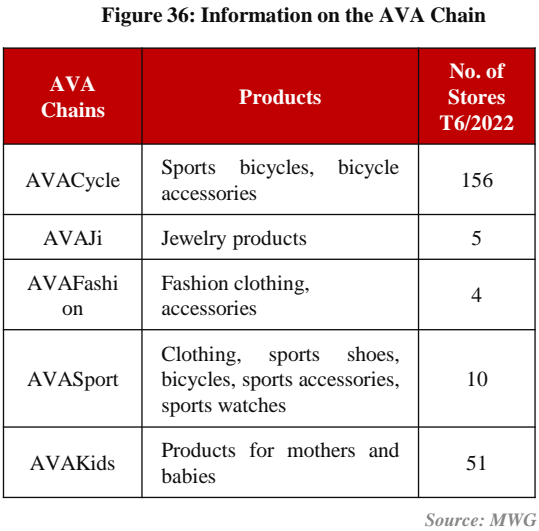 Figure 36: Information on the AVA Chain
AVA
Chains
Products
No. of
Stores
T6/2022
AVACycle
Sports bicycles, bicycle
accessories
156
AVAJi
Jewelry products
5
AVAFashi
on
Fashion clothing,
accessories
4
AVASport
Clothing, sports shoes,
bicycles, sports accessories,
sports watches
10
AVAKids
Products for mothers and
babies
51
Source: MWG